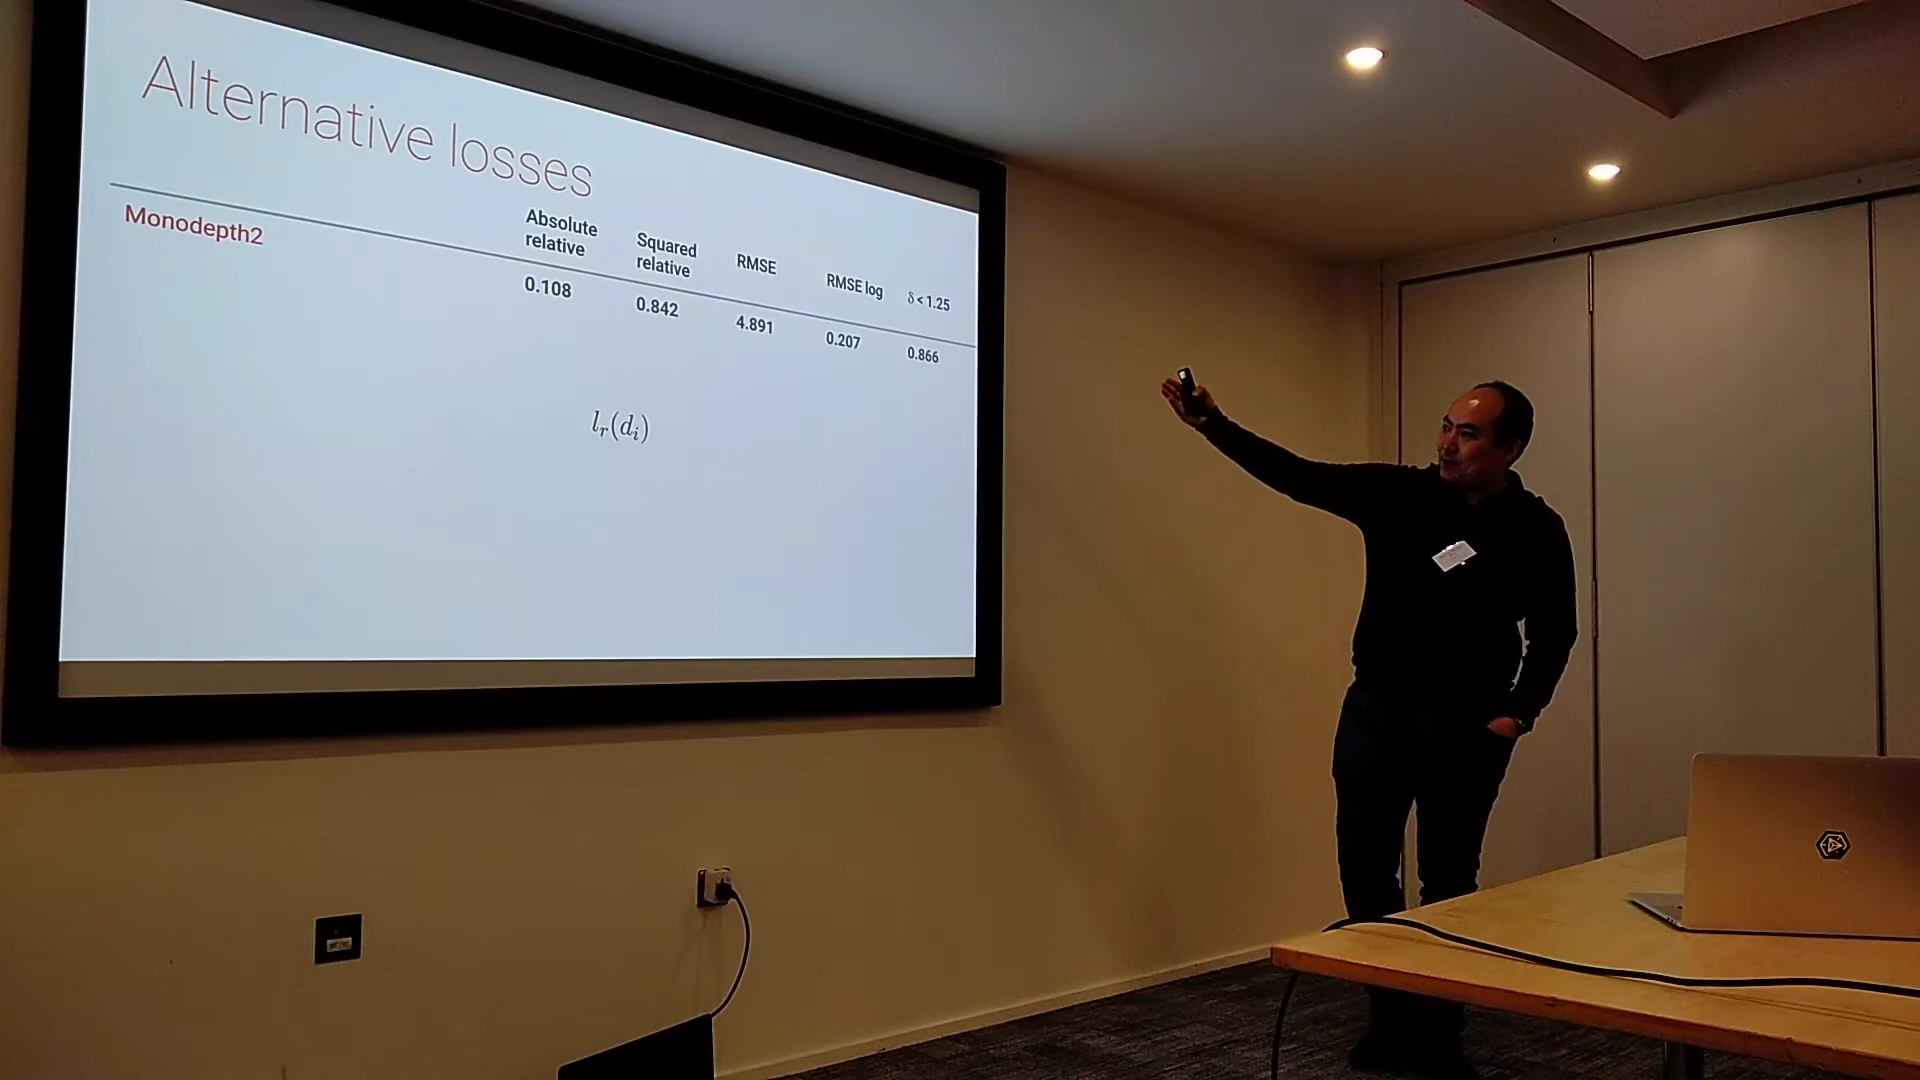 Alternative losses
Absolute relative
Squared relative
RMSE
RMSE log
δ < 1.25
Monodepth2
0.108
0.842
4.891
0.207
0.866
l_r(d_i)